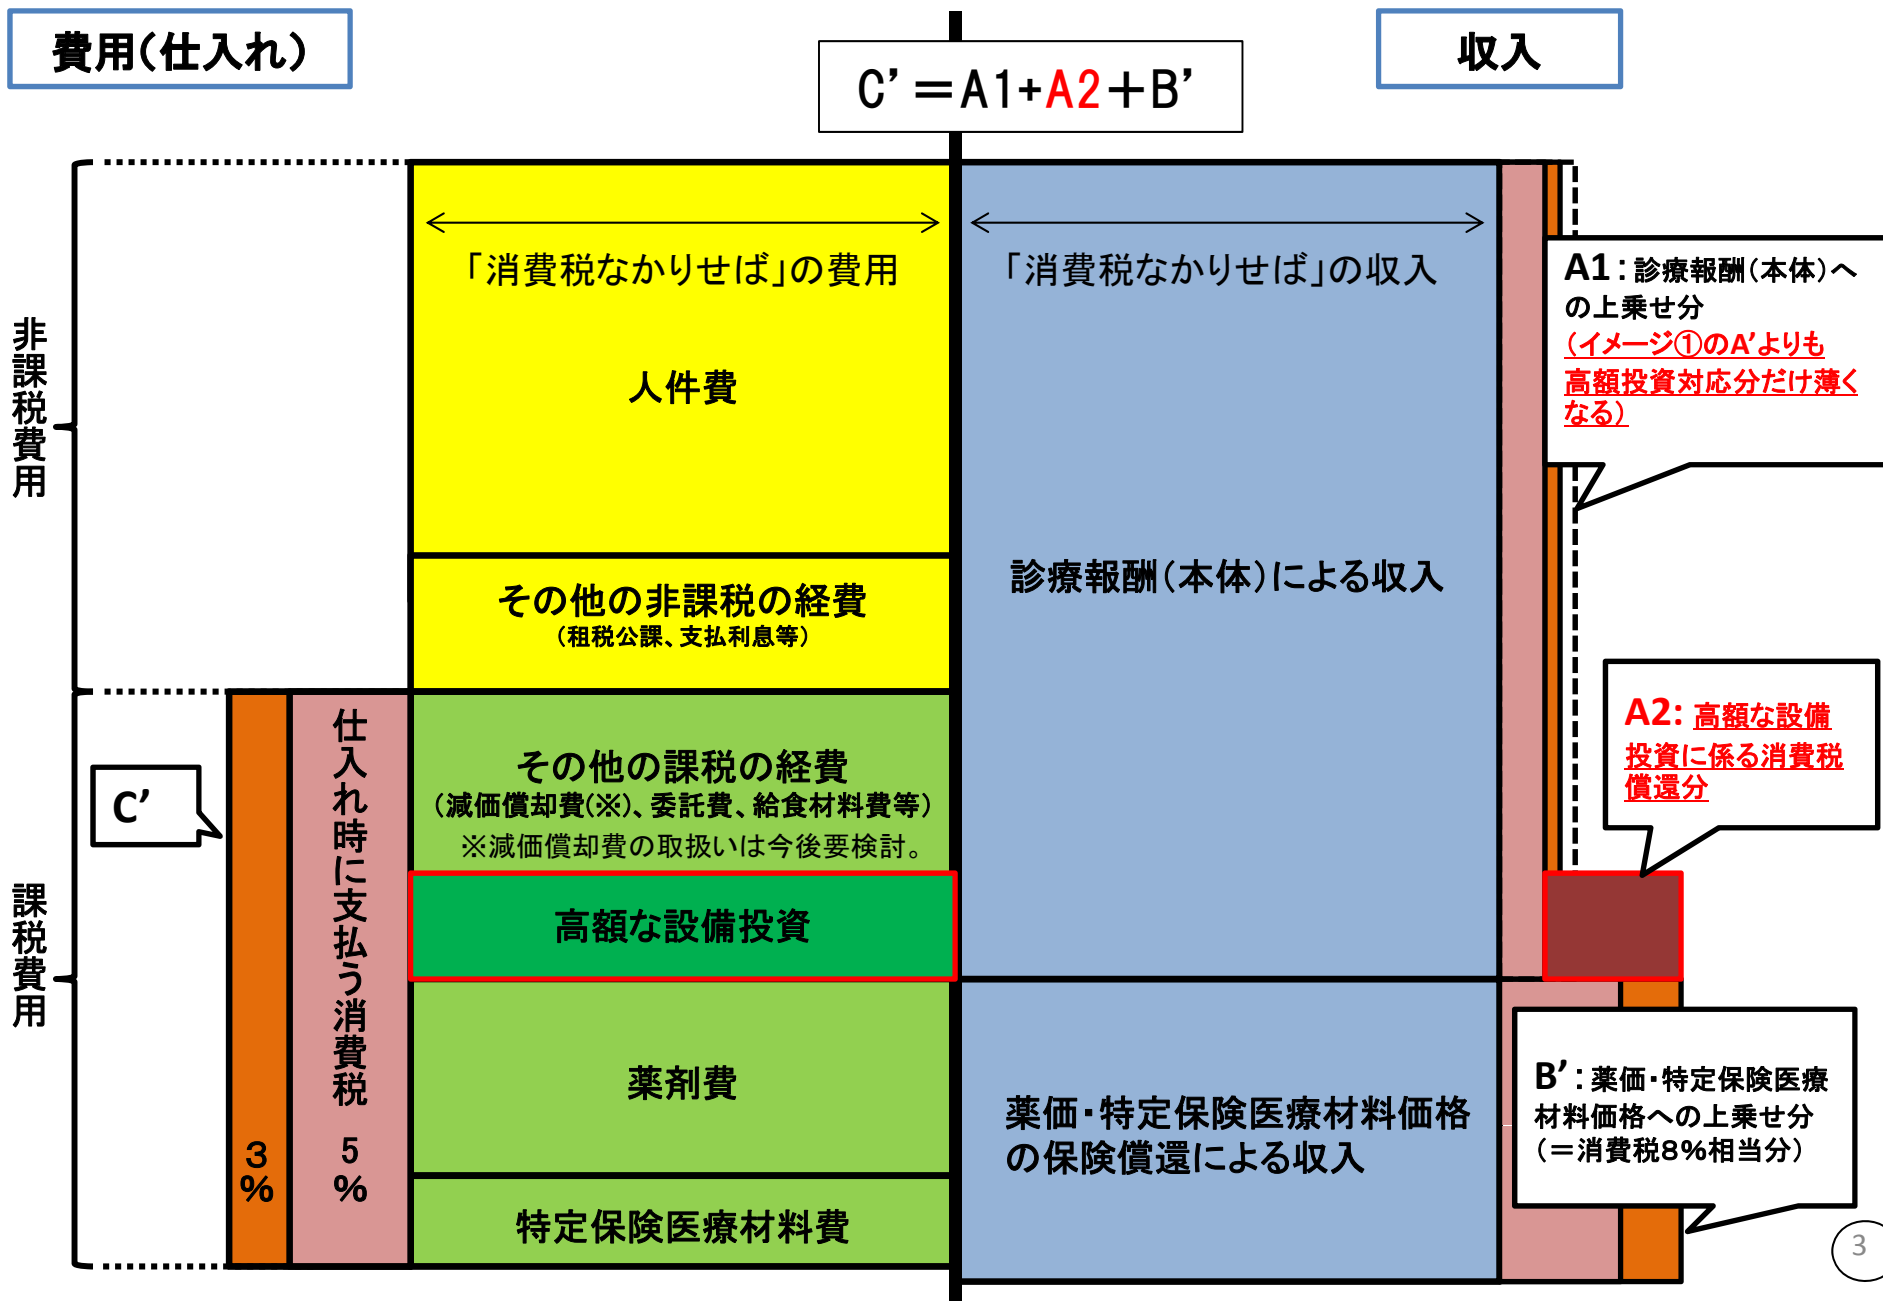 費用(仕入れ)
収入
C’=A1+A2+B’
「消費税なかりせば」の費用
「消費税なかりせば」の収入
人件費
その他の非課税の経費
(租税公課、支払利息等)
非課税費用
診療報酬(本体)による収入
A1:診療報酬(本体)へ
の上乗せ分
(イメージ①のA’よりも
高額投資対応分だけ薄く
なる)
C’
3%
仕入れ時に支払う消費税 5%
その他の課税の経費
(減価償却費(※)、委託費、給食材料費等)
※減価償却費の取扱いは今後要検討。
高額な設備投資
A2: 高額な設備
投資に係る消費税
償還分
課税費用
薬剤費
特定保険医療材料費
薬価・特定保険医療材料価格
の保険償還による収入
B’:薬価・特定保険医療
材料価格への上乗せ分
(=消費税8%相当分)
3